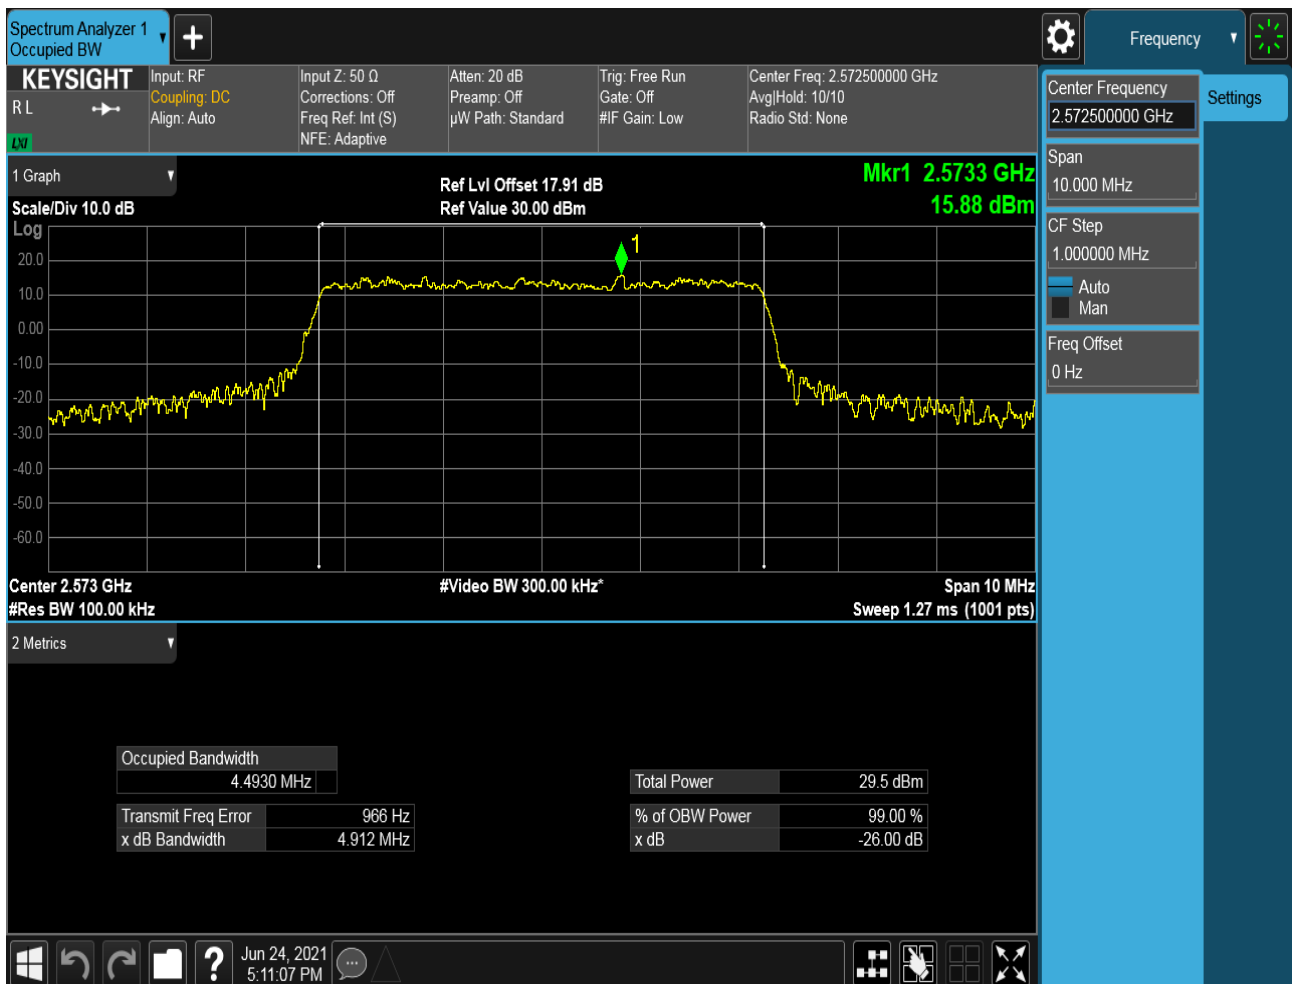 Spectrum Analyzer 1
Occupied BW
Frequency
KEYSIGHT
R L
LXI
Input: RF
Coupling: DC
Align: Auto
Input Z: 50 Ω
Corrections: Off
Freq Ref: Int (S)
NFE: Adaptive
Atten: 20 dB
Preamp: Off
µW Path: Standard
Trig: Free Run
Gate: Off
#IF Gain: Low
Center Freq: 2.572500000 GHz
Avg|Hold: 10/10
Radio Std: None
Center Frequency
2.572500000 GHz
Settings
Span
10.000 MHz
CF Step
1.000000 MHz
Auto
Man
Freq Offset
0 Hz
1 Graph
Scale/Div 10.0 dB
Ref Lvl Offset 17.91 dB
Ref Value 30.00 dBm
Mkr1 2.5733 GHz
15.88 dBm
Log
1
20.0
10.0
0.00
-10.0
-20.0
-30.0
-40.0
-50.0
-60.0
Center 2.573 GHz
#Video BW 300.00 kHz*
Span 10 MHz
#Res BW 100.00 kHz
Sweep 1.27 ms (1001 pts)
2 Metrics
Occupied Bandwidth
4.4930 MHz
Total Power 29.5 dBm
Transmit Freq Error 966 Hz
% of OBW Power 99.00 %
x dB Bandwidth 4.912 MHz
x dB -26.00 dB
Jun 24, 2021
5:11:07 PM